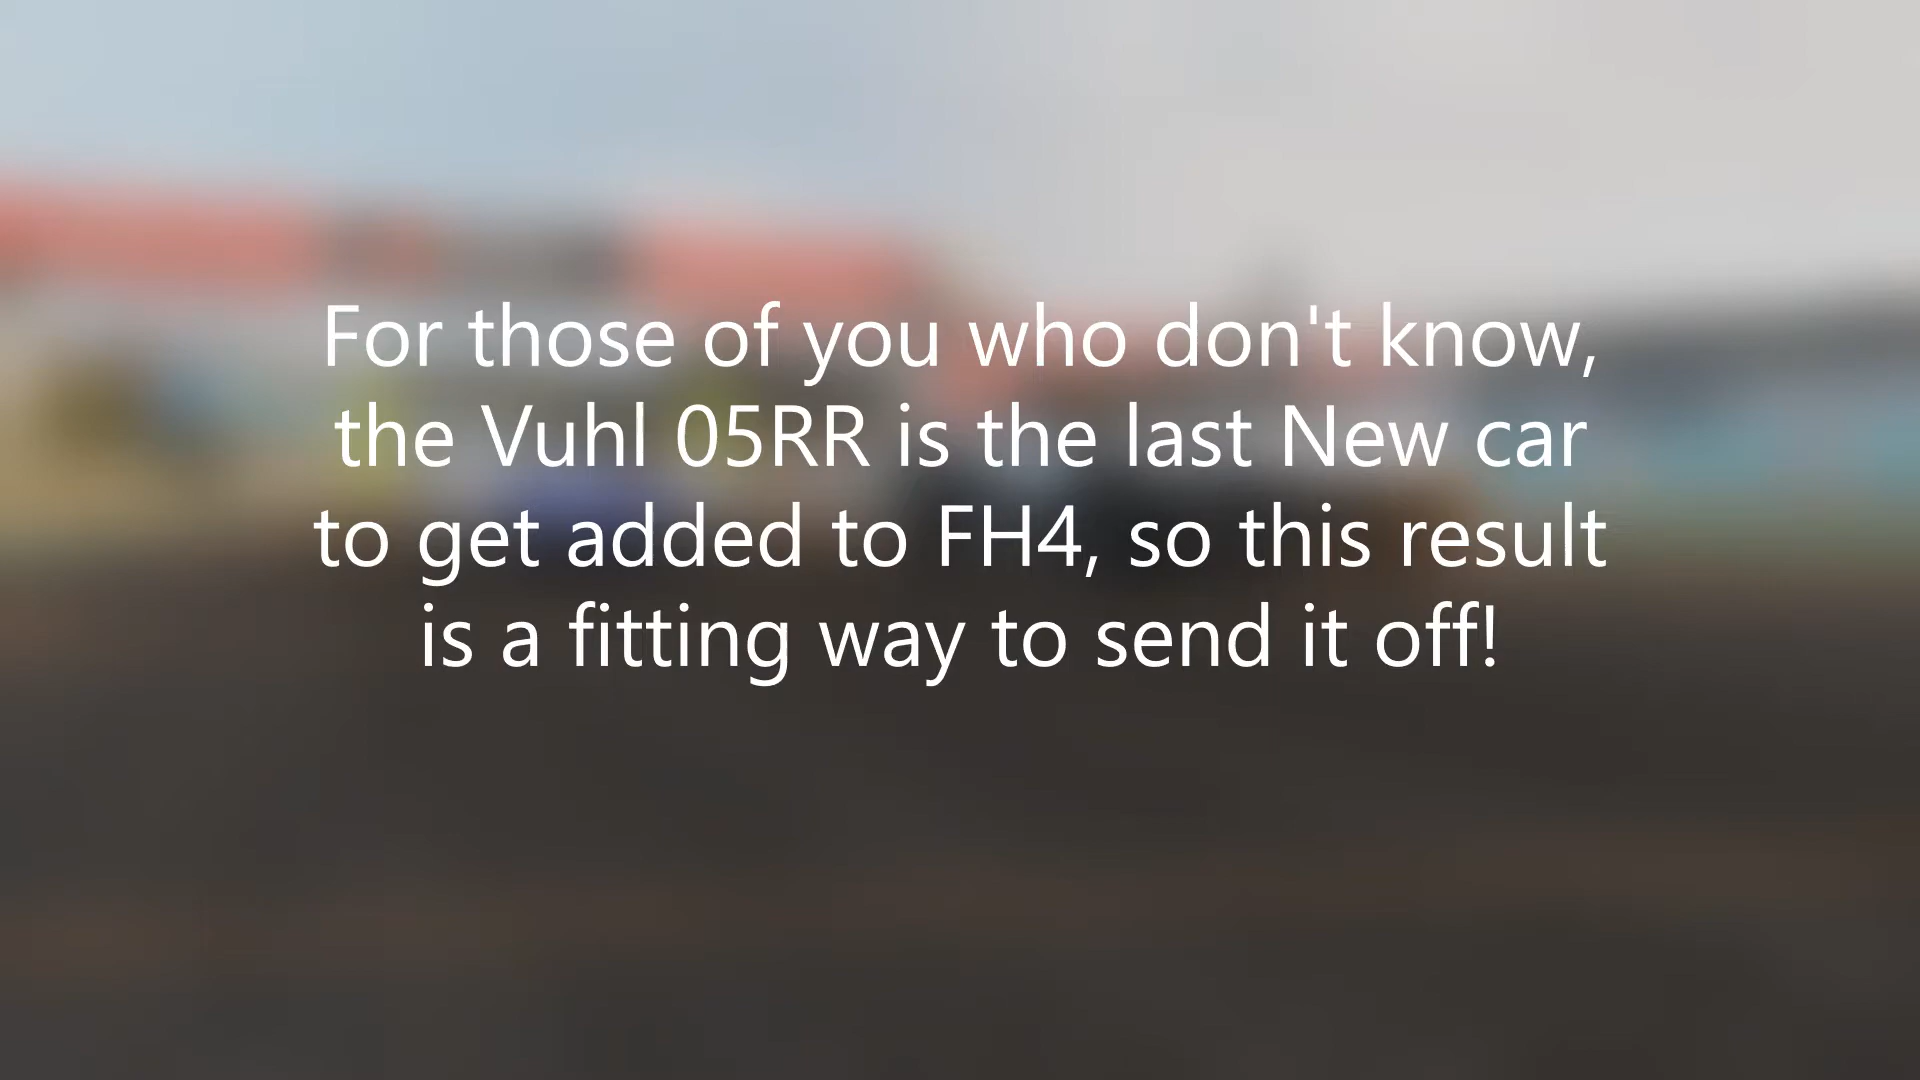 For those of you who don't know,
the Vuhl 05RR is the last New car
to get added to FH4, so this result
is a fitting way to send it off!